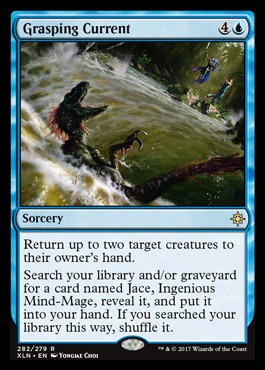 Grasping Current 4
Sorcery
Return up to two target creatures to
their owner's hand.
Search your library and/or graveyard
for a card named Jace, Ingenious
Mind-Mage, reveal it, and put it
into your hand. If you searched your
library this way, shuffle it.
282/279 R
XLN • EN Yongjae Choi
™ & © 2017 Wizards of the Coast